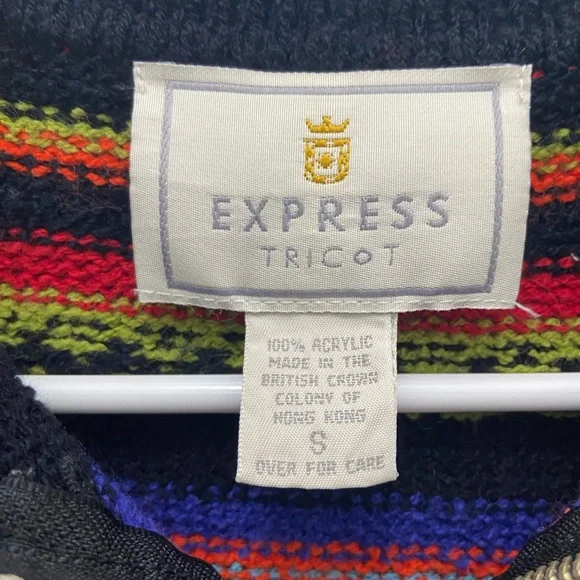 EXPRESS
TRICOT
100% ACRYLIC
MADE IN THE
BRITISH CROWN
COLONY OF
HONG KONG
S
OVER FOR CARE